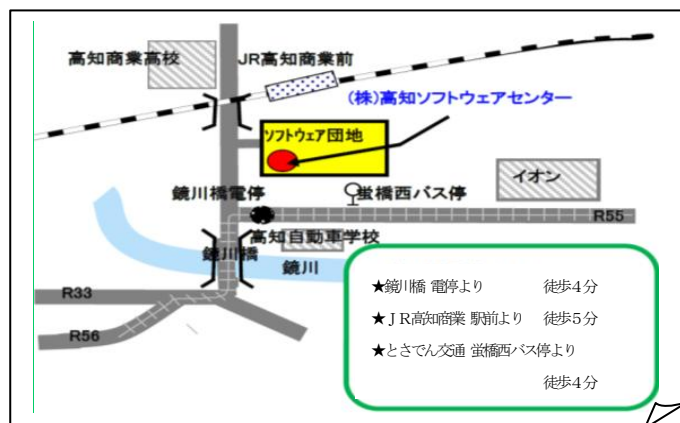 高知商業高校
JR高知商業前
(株)高知ソフトウェアセンター
ソフトウェア団地
イオン
鏡川橋電停
蛍橋西バス停
R55
高知自動車学校
鏡川橋
鏡川
R33
R56
★鏡川橋 電停より 徒歩4分
★JR高知商業 駅前より 徒歩5分
★とさでん交通 蛍橋西バス停より
徒歩4分